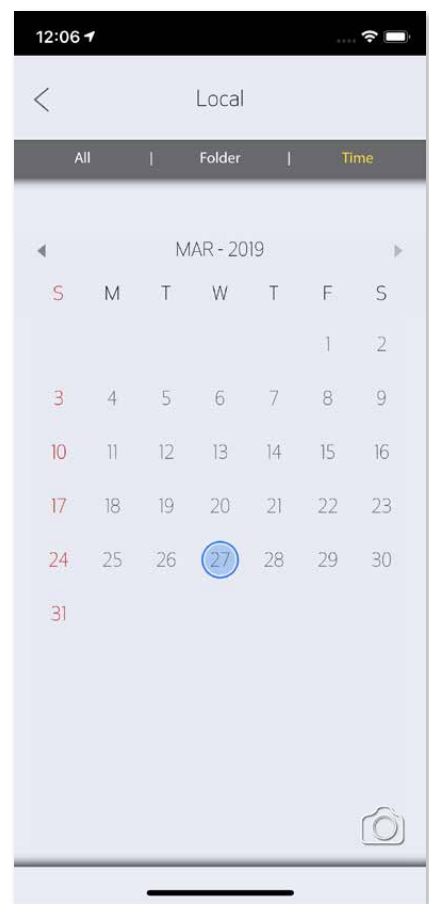 12:06
Local
All | Folder | Time
MAR - 2019
S M T W T F S
1 2
3 4 5 6 7 8 9
10 11 12 13 14 15 16
17 18 19 20 21 22 23
24 25 26 27 28 29 30
31